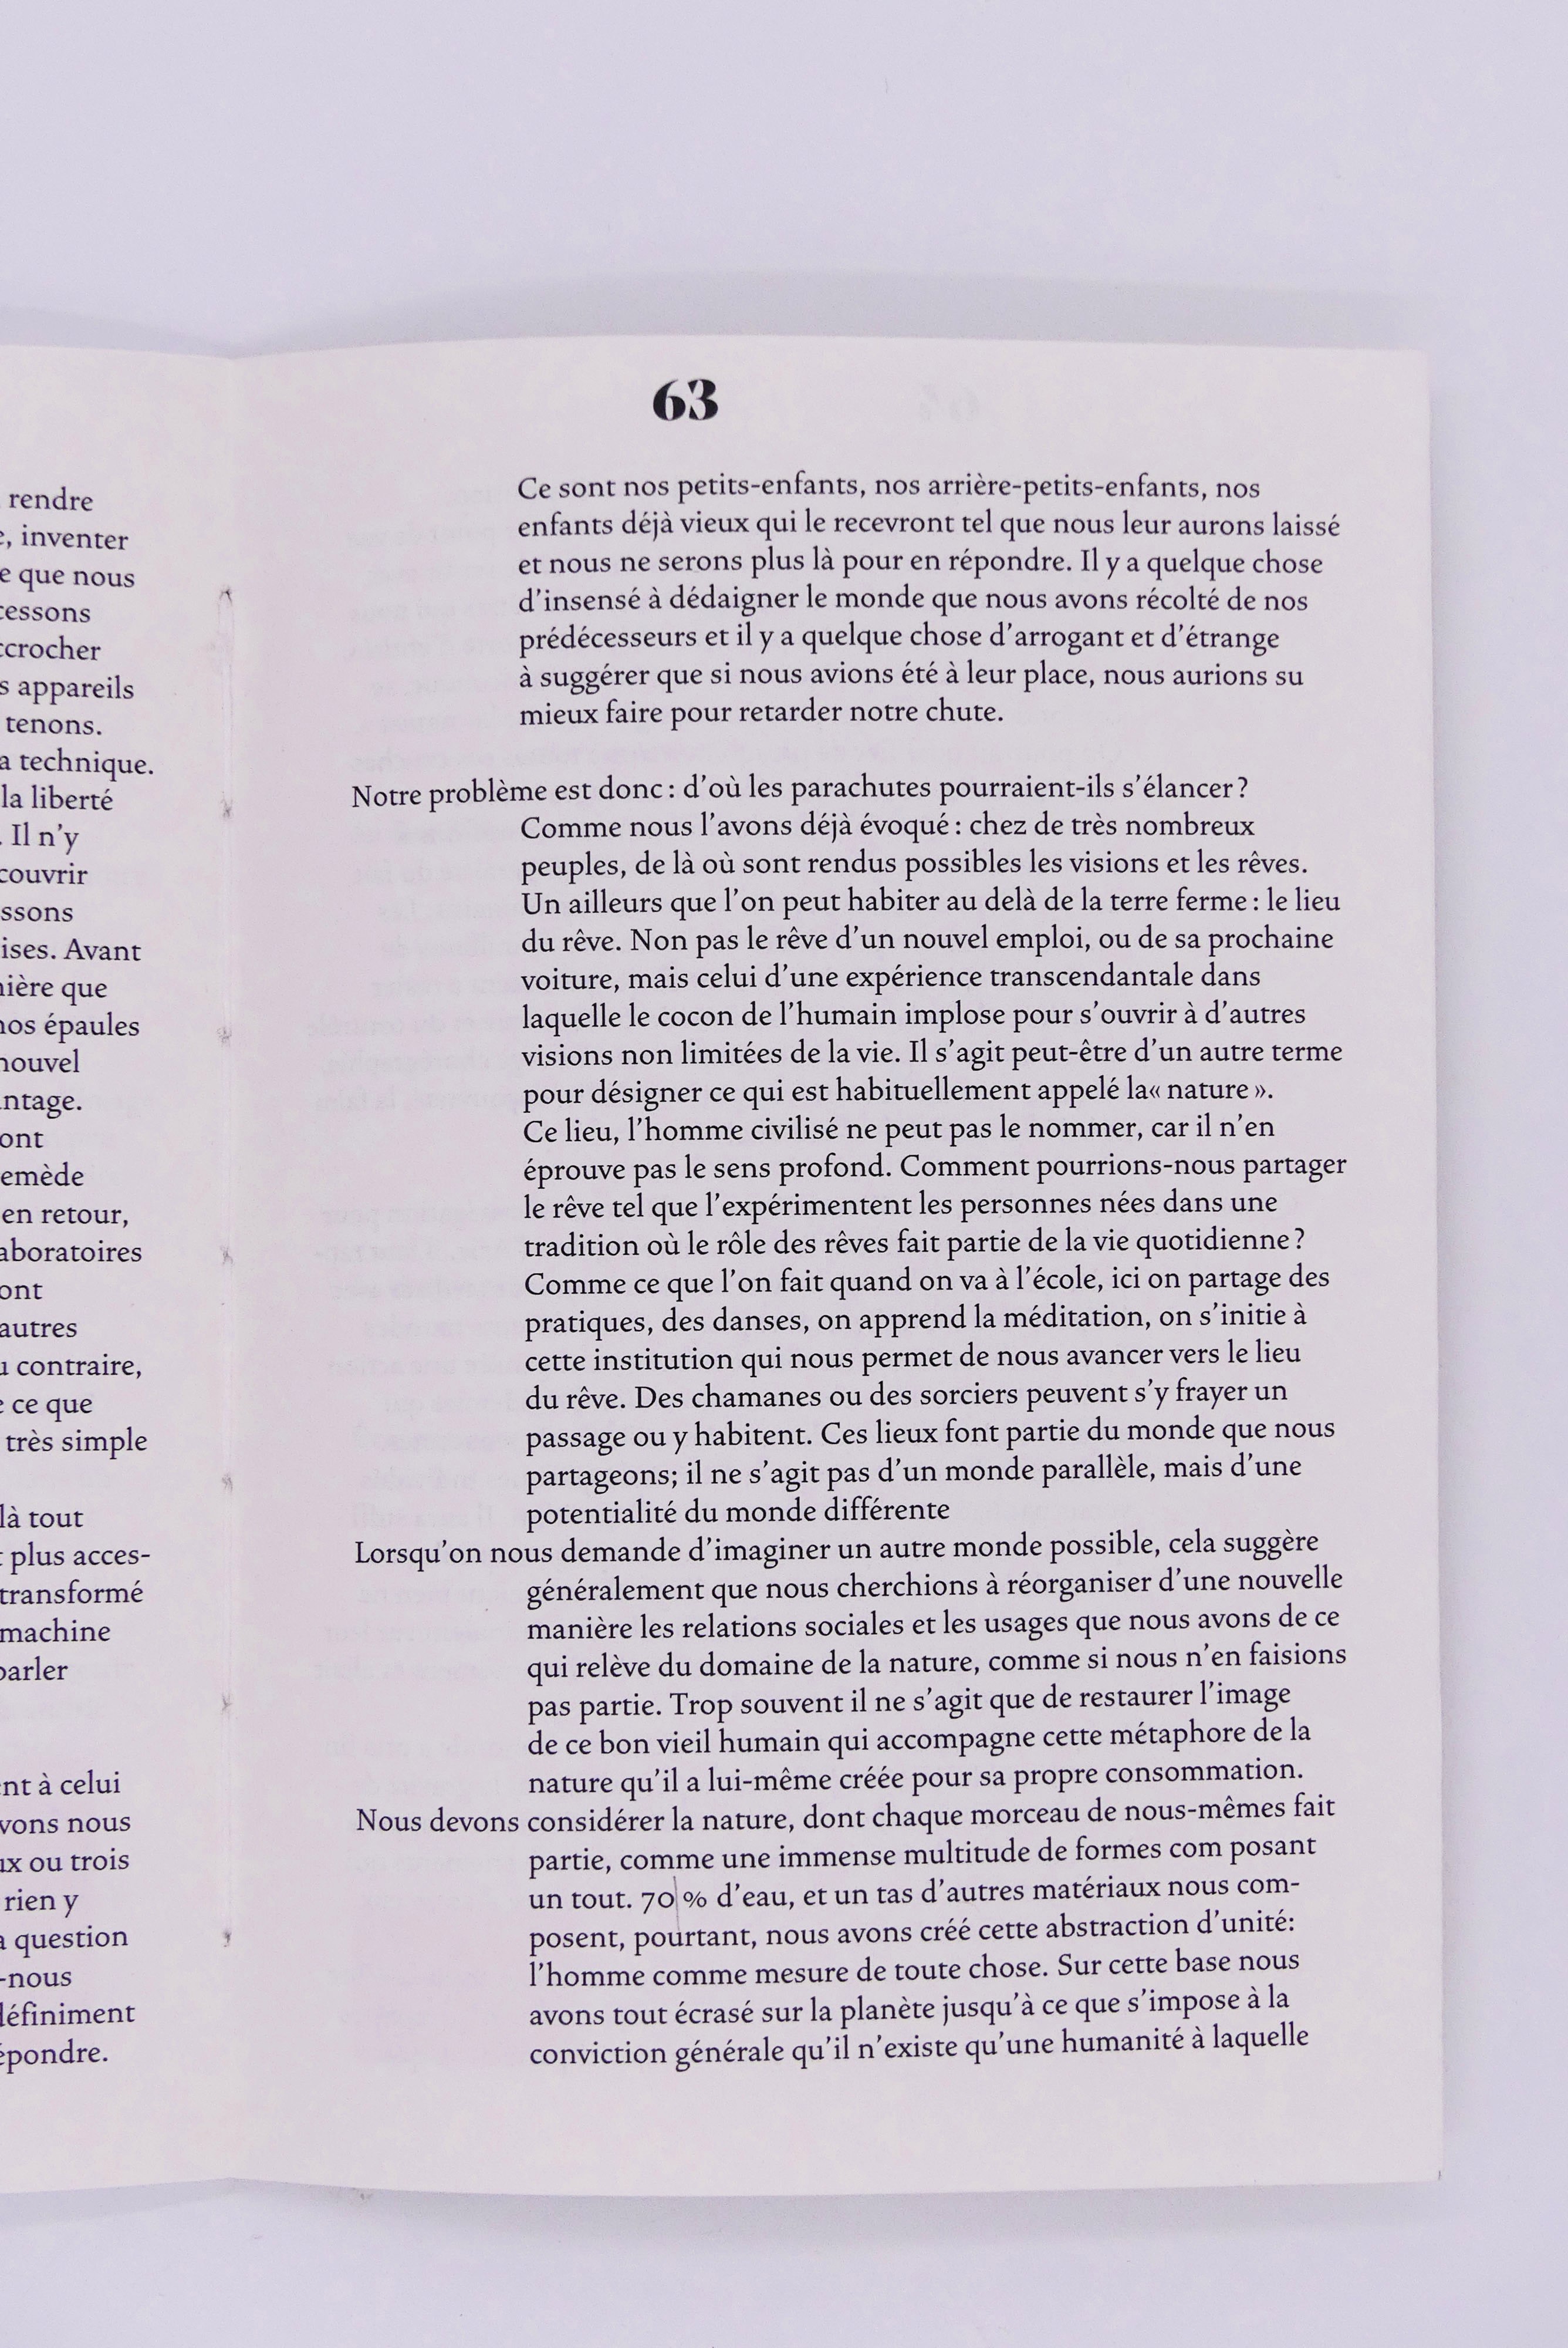 rendre
inventer
que nous
appareils
tenons.
technique.
la liberté
Il n'y
Avant
que
épaules
en retour,
autres
contraire,
ce que
très simple
là tout
plus acces-
transformé
machine
à celui
nous
ou trois
rien y
question
-nous
63
Ce sont nos petits-enfants, nos arrière-petits-enfants, nos
enfants déjà vieux qui le recevront tel que nous leur aurons laissé
et nous ne serons plus là pour en répondre. Il y a quelque chose
d'insensé à dédaigner le monde que nous avons récolté de nos
prédécesseurs et il y a quelque chose d'arrogant et d'étrange
à suggérer que si nous avions été à leur place, nous aurions su
mieux faire pour retarder notre chute.
Notre problème est donc : d'où les parachutes pourraient-ils s'élancer ?
Comme nous l'avons déjà évoqué : chez de très nombreux
peuples, de là où sont rendus possibles les visions et les rêves.
Un ailleurs que l'on peut habiter au delà de la terre ferme : le lieu
du rêve. Non pas le rêve d'un nouvel emploi, ou de sa prochaine
voiture, mais celui d'une expérience transcendantale dans
laquelle le cocon de l'humain implose pour s'ouvrir à d'autres
visions non limitées de la vie. Il s'agit peut-être d'un autre terme
pour désigner ce qui est habituellement appelé la« nature ».
Ce lieu, l'homme civilisé ne peut pas le nommer, car il n'en
éprouve pas le sens profond. Comment pourrions-nous partager
le rêve tel que l'expérimentent les personnes nées dans une
tradition où le rôle des rêves fait partie de la vie quotidienne ?
Comme ce que l'on fait quand on va à l'école, ici on partage des
pratiques, des danses, on apprend la méditation, on s'initie à
cette institution qui nous permet de nous avancer vers le lieu
du rêve. Des chamanes ou des sorciers peuvent s'y frayer un
passage ou y habitent. Ces lieux font partie du monde que nous
partageons; il ne s'agit pas d'un monde parallèle, mais d'une
potentialité du monde différente
Lorsqu'on nous demande d'imaginer un autre monde possible, cela suggère
généralement que nous cherchions à réorganiser d'une nouvelle
manière les relations sociales et les usages que nous avons de ce
qui relève du domaine de la nature, comme si nous n'en faisions
pas partie. Trop souvent il ne s'agit que de restaurer l'image
de ce bon vieil humain qui accompagne cette métaphore de la
nature qu'il a lui-même créée pour sa propre consommation.
Nous devons considérer la nature, dont chaque morceau de nous-mêmes fait
partie, comme une immense multitude de formes com posant
un tout. 70 % d'eau, et un tas d'autres matériaux nous com-
posent, pourtant, nous avons créé cette abstraction d'unité:
l'homme comme mesure de toute chose. Sur cette base nous
avons tout écrasé sur la planète jusqu'à ce que s'impose à la
conviction générale qu'il n'existe qu'une humanité à laquelle